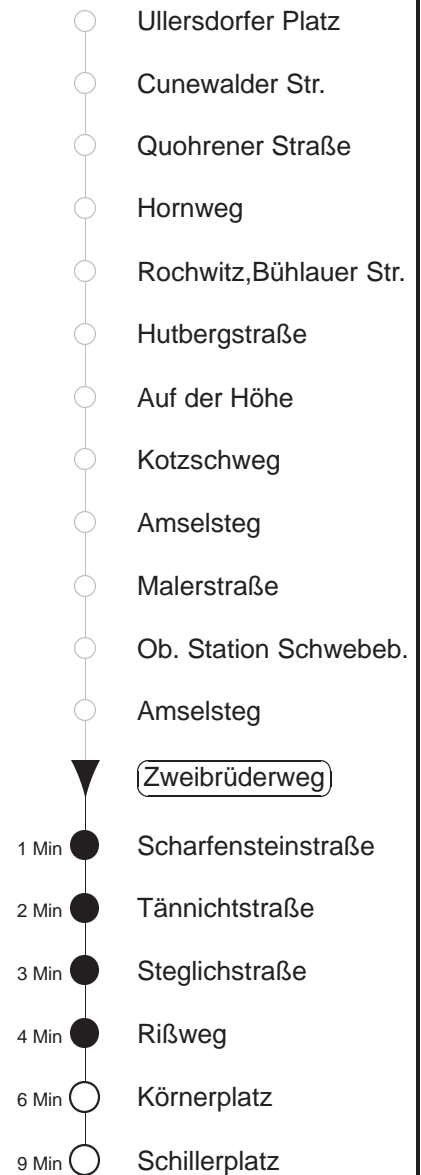 Ullersdorfer Platz
Cunewalder Str.
Quohrener Straße
Hornweg
Rochwitz,Bühlauer Str.
Hutbergstraße
Auf der Höhe
Kotzschweg
Amselsteg
Malerstraße
Ob. Station Schwebeb.
Amselsteg
Zweibrüderweg
1 Min Scharfensteinstraße
2 Min Tännichtstraße
3 Min Steglichstraße
4 Min Rißweg
6 Min Körnerplatz
9 Min Schillerplatz